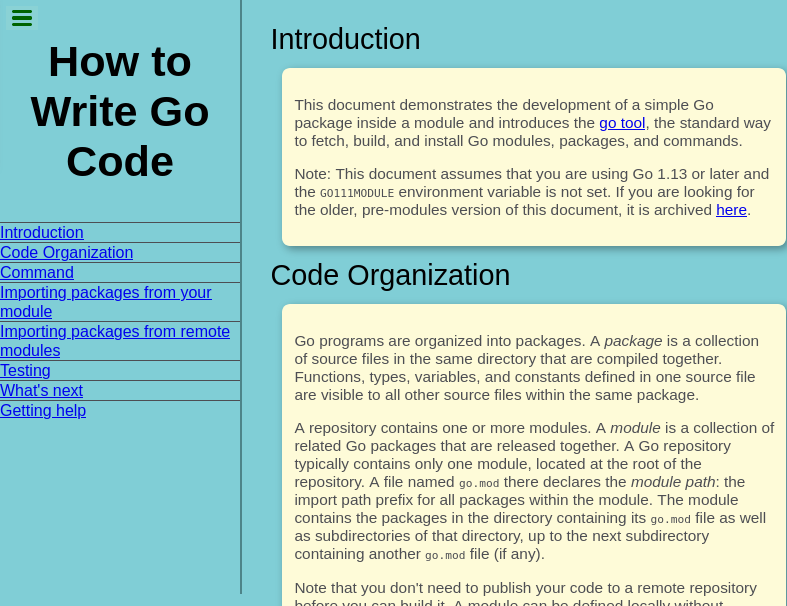 How to
Write Go
Code
Introduction
Code Organization
Command
Importing packages from your
module
Importing packages from remote
modules
Testing
What's next
Getting help
Introduction
This document demonstrates the development of a simple Go
package inside a module and introduces the go tool, the standard way
to fetch, build, and install Go modules, packages, and commands.
Note: This document assumes that you are using Go 1.13 or later and
the GO111MODULE environment variable is not set. If you are looking for
the older, pre-modules version of this document, it is archived here.
Code Organization
Go programs are organized into packages. A package is a collection
of source files in the same directory that are compiled together.
Functions, types, variables, and constants defined in one source file
are visible to all other source files within the same package.
A repository contains one or more modules. A module is a collection of
related Go packages that are released together. A Go repository
typically contains only one module, located at the root of the
repository. A file named go.mod there declares the module path: the
import path prefix for all packages within the module. The module
contains the packages in the directory containing its go.mod file as well
as subdirectories of that directory, up to the next subdirectory
containing another go.mod file (if any).
Note that you don't need to publish your code to a remote repository
before you can build it. A module can be defined locally without